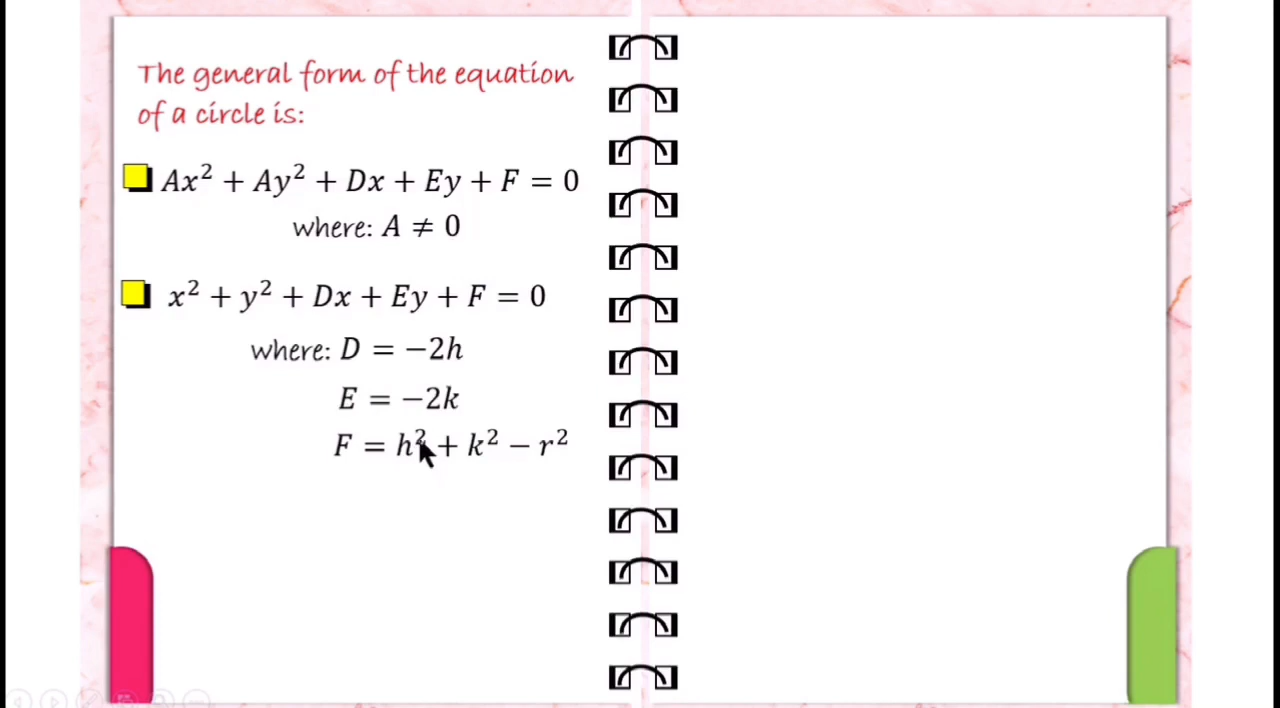 The general form of the equation
of a circle is:
Ax² + Ay² + Dx + Ey + F = 0
where: A ≠ 0
x² + y² + Dx + Ey + F = 0
where: D = −2h
E = −2k
F = h² + k² − r²